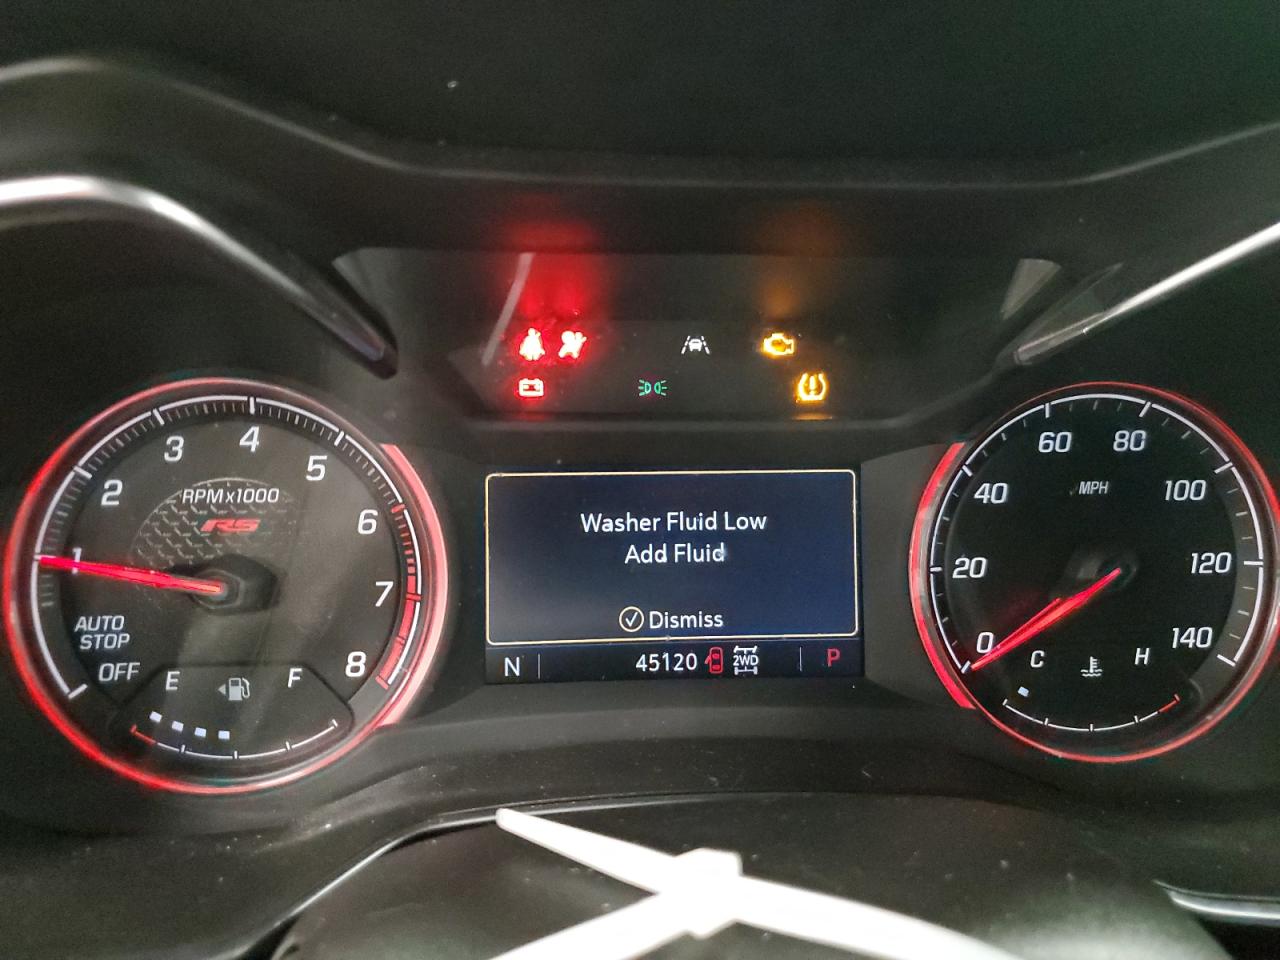 1
2
3
4
5
6
7
8
RPMx1000
RS
AUTO
STOP
OFF
E
F
Washer Fluid Low
Add Fluid
Dismiss
N
45120
2WD
P
0
20
40
60
80
100
120
140
MPH
C
H